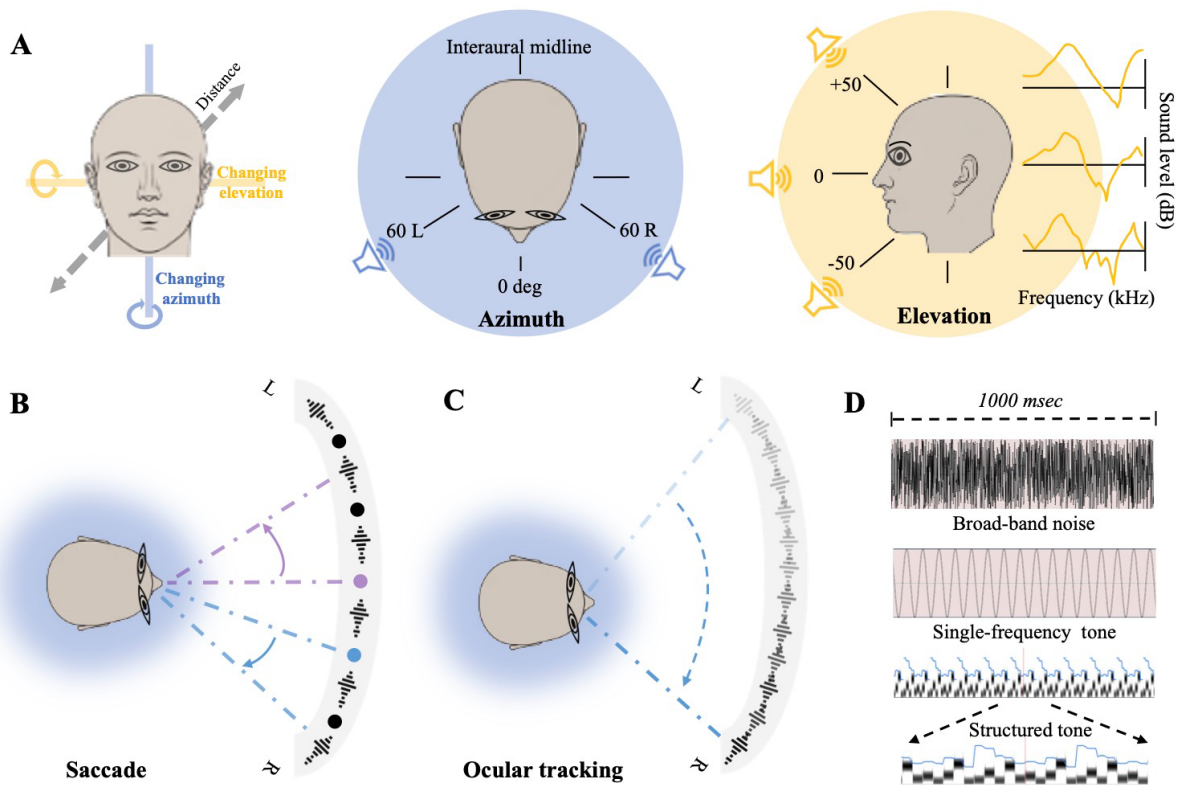 A
Distance
Changing
elevation
Changing
azimuth
Interaural midline
60 L
60 R
0 deg
Azimuth
+50
0
-50
Elevation
Sound level (dB)
Frequency (kHz)
B
L
R
Saccade
C
L
R
Ocular tracking
D
1000 msec
Broad-band noise
Single-frequency tone
Structured tone